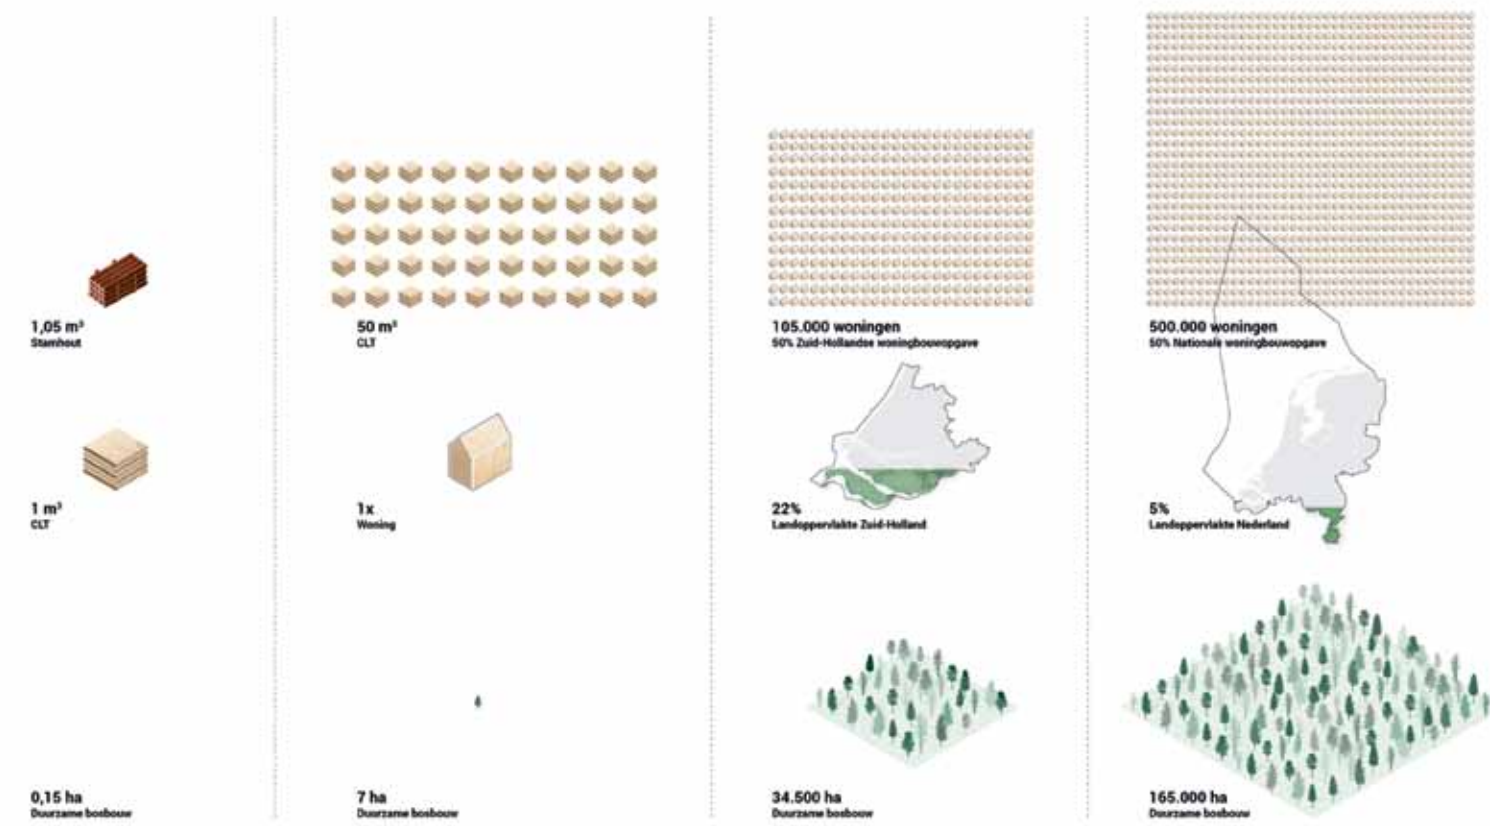 1,05 m³
Stamhout
1 m³
CLT
0,15 ha
Duurzame bosbouw
50 m³
CLT
1x
Woning
7 ha
Duurzame bosbouw
105.000 woningen
50% Zuid-Hollandse woningbouwopgave
22%
Landoppervlakte Zuid-Holland
34.500 ha
Duurzame bosbouw
500.000 woningen
50% Nationale woningbouwopgave
5%
Landoppervlakte Nederland
165.000 ha
Duurzame bosbouw